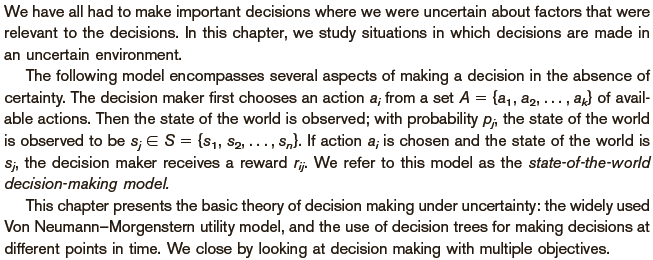 We have all had to make important decisions where we were uncertain about factors that were
relevant to the decisions. In this chapter, we study situations in which decisions are made in
an uncertain environment.
The following model encompasses several aspects of making a decision in the absence of
certainty. The decision maker first chooses an action aᵢ from a set A = {a₁, a₂, . . . , aₖ} of avail-
able actions. Then the state of the world is observed; with probability pⱼ, the state of the world
is observed to be sⱼ ∈ S = {s₁, s₂, . . . , sₙ}. If action aᵢ is chosen and the state of the world is
sⱼ, the decision maker receives a reward rᵢⱼ. We refer to this model as the state-of-the-world
decision-making model.
This chapter presents the basic theory of decision making under uncertainty: the widely used
Von Neumann–Morgenstern utility model, and the use of decision trees for making decisions at
different points in time. We close by looking at decision making with multiple objectives.